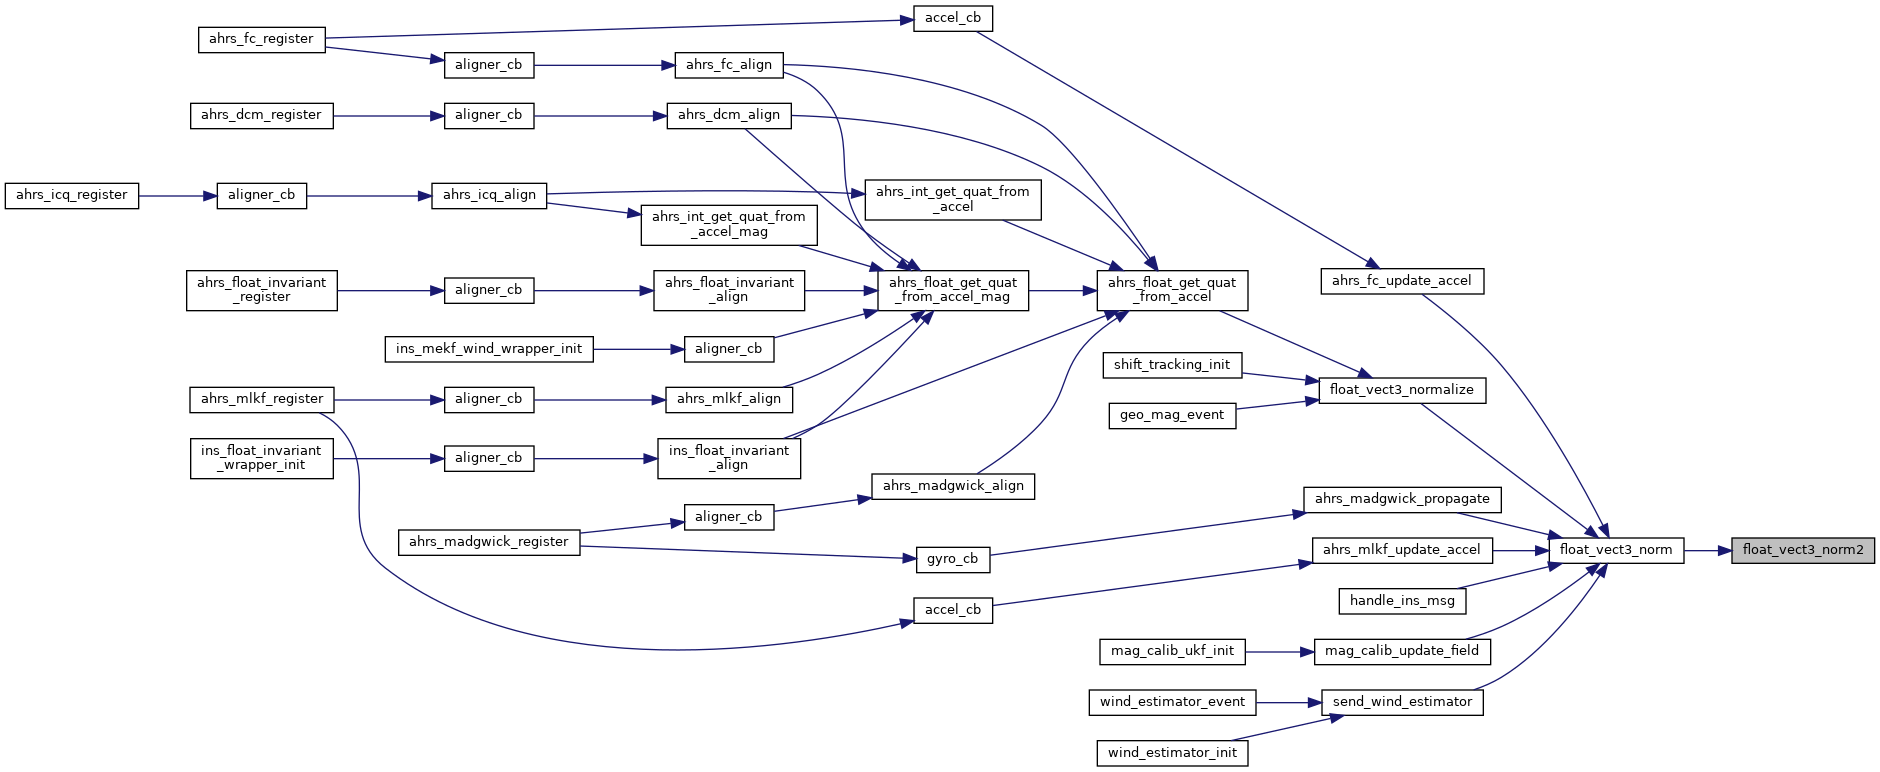 accel_cb
ahrs_fc_register
aligner_cb
ahrs_fc_align
ahrs_dcm_register
aligner_cb
ahrs_dcm_align
ahrs_icq_register
aligner_cb
ahrs_icq_align
ahrs_int_get_quat_from
_accel
ahrs_int_get_quat_from
_accel_mag
ahrs_fc_update_accel
ahrs_float_invariant
_register
aligner_cb
ahrs_float_invariant
_align
ahrs_float_get_quat
_from_accel_mag
ahrs_float_get_quat
_from_accel
ins_mekf_wind_wrapper_init
aligner_cb
shift_tracking_init
float_vect3_normalize
ahrs_mlkf_register
aligner_cb
ahrs_mlkf_align
geo_mag_event
ins_float_invariant
_wrapper_init
aligner_cb
ins_float_invariant
_align
ahrs_madgwick_align
ahrs_madgwick_propagate
aligner_cb
ahrs_madgwick_register
gyro_cb
ahrs_mlkf_update_accel
float_vect3_norm
float_vect3_norm2
accel_cb
handle_ins_msg
mag_calib_ukf_init
mag_calib_update_field
wind_estimator_event
send_wind_estimator
wind_estimator_init